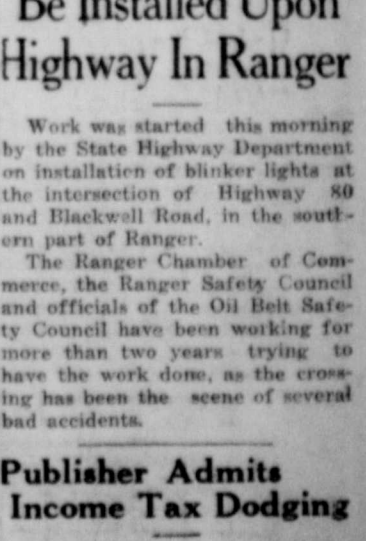 Be Installed Upon
Highway In Ranger
Work was started this morning
by the State Highway Department
on installation of blinker lights at
the intersection of Highway 80
and Blackwell Road, in the south-
ern part of Ranger.
The Ranger Chamber of Com-
merce, the Ranger Safety Council
and officials of the Oil Belt Safe-
ty Council have been working for
more than two years trying to
have the work done, as the cross-
ing has been the scene of several
bad accidents.
Publisher Admits
Income Tax Dodging